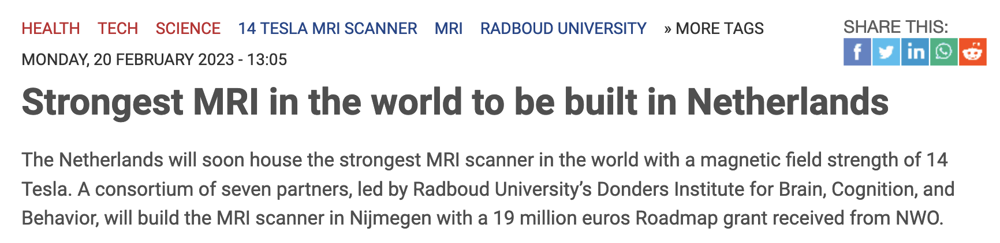 HEALTH TECH SCIENCE 14 TESLA MRI SCANNER MRI RADBOUD UNIVERSITY » MORE TAGS
SHARE THIS:
MONDAY, 20 FEBRUARY 2023 - 13:05
Strongest MRI in the world to be built in Netherlands
The Netherlands will soon house the strongest MRI scanner in the world with a magnetic field strength of 14
Tesla. A consortium of seven partners, led by Radboud University’s Donders Institute for Brain, Cognition, and
Behavior, will build the MRI scanner in Nijmegen with a 19 million euros Roadmap grant received from NWO.